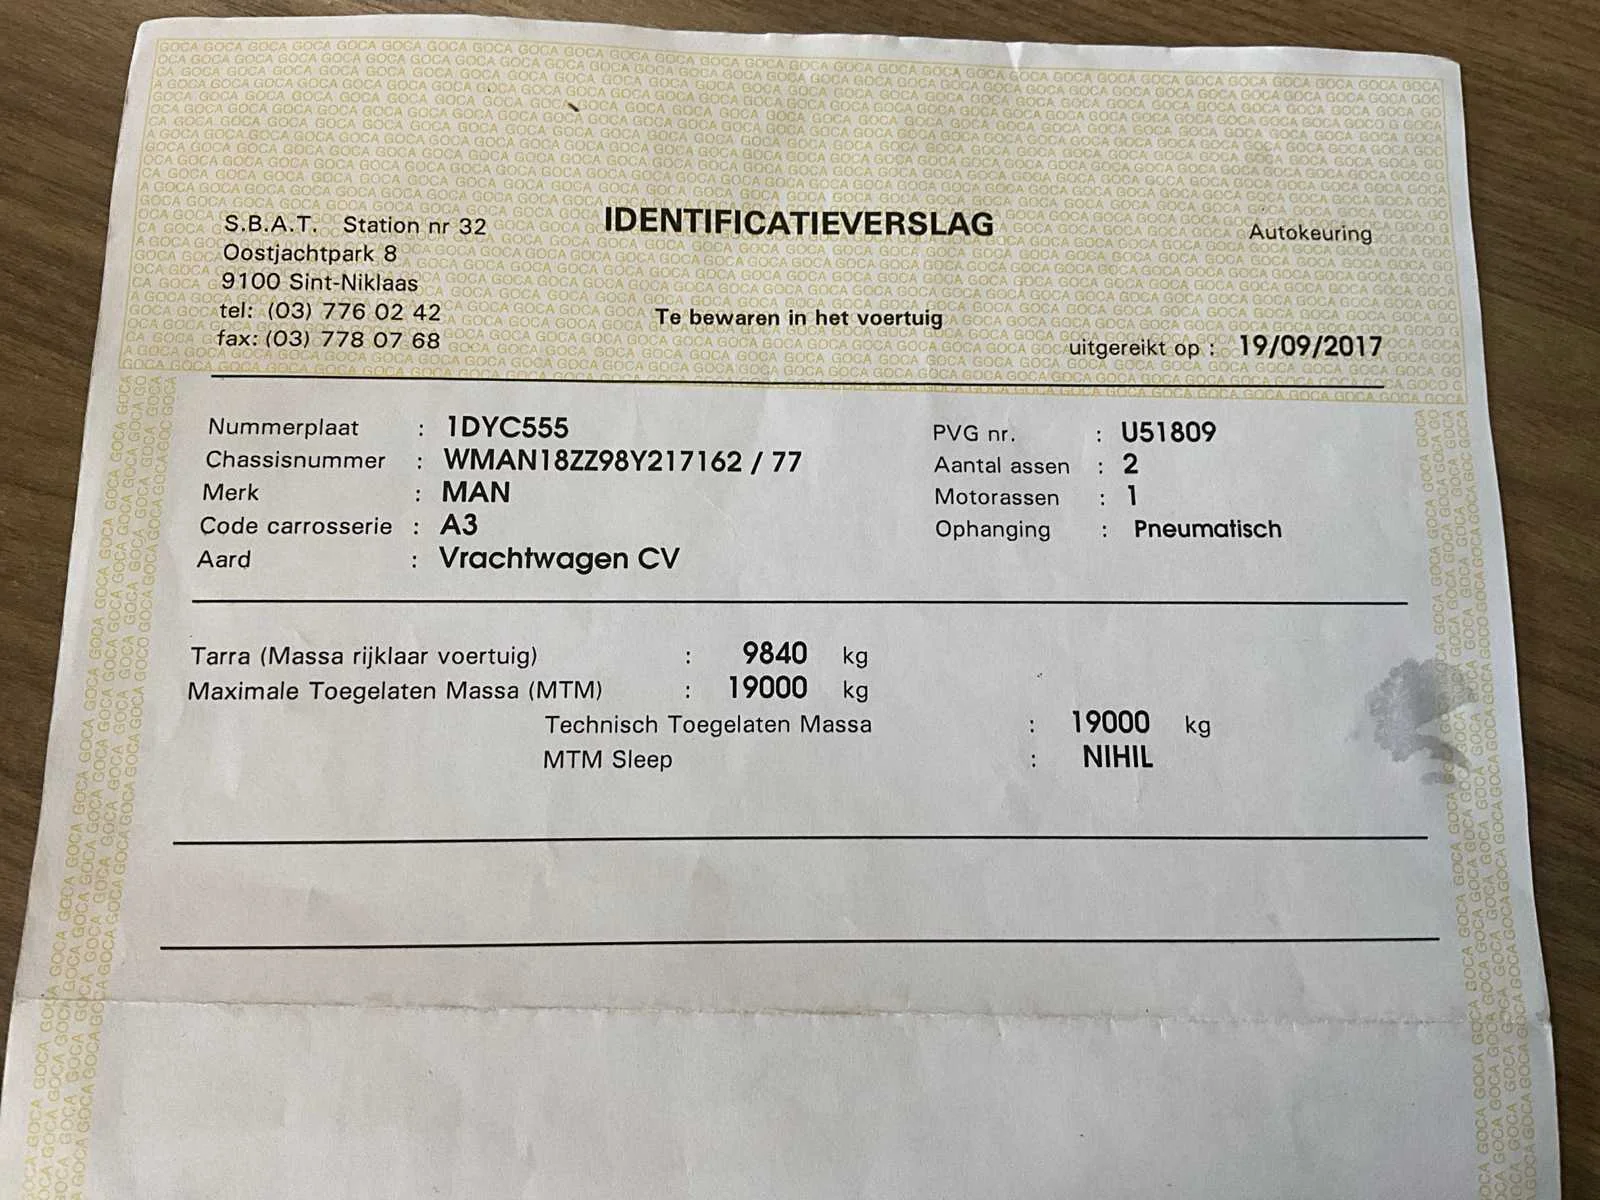 S.B.A.T. Station nr 32
Oostjachtpark 8
9100 Sint-Niklaas
tel: (03) 776 02 42
fax: (03) 778 07 68
IDENTIFICATIEVERSLAG
Te bewaren in het voertuig
Autokeuring
uitgereikt op : 19/09/2017
Nummerplaat : 1DYC555
Chassisnummer : WMAN18ZZ98Y217162 / 77
Merk : MAN
Code carrosserie : A3
Aard : Vrachtwagen CV
PVG nr. : U51809
Aantal assen : 2
Motorassen : 1
Ophanging : Pneumatisch
Tarra (Massa rijklaar voertuig) : 9840 kg
Maximale Toegelaten Massa (MTM) : 19000 kg
Technisch Toegelaten Massa : 19000 kg
MTM Sleep : NIHIL